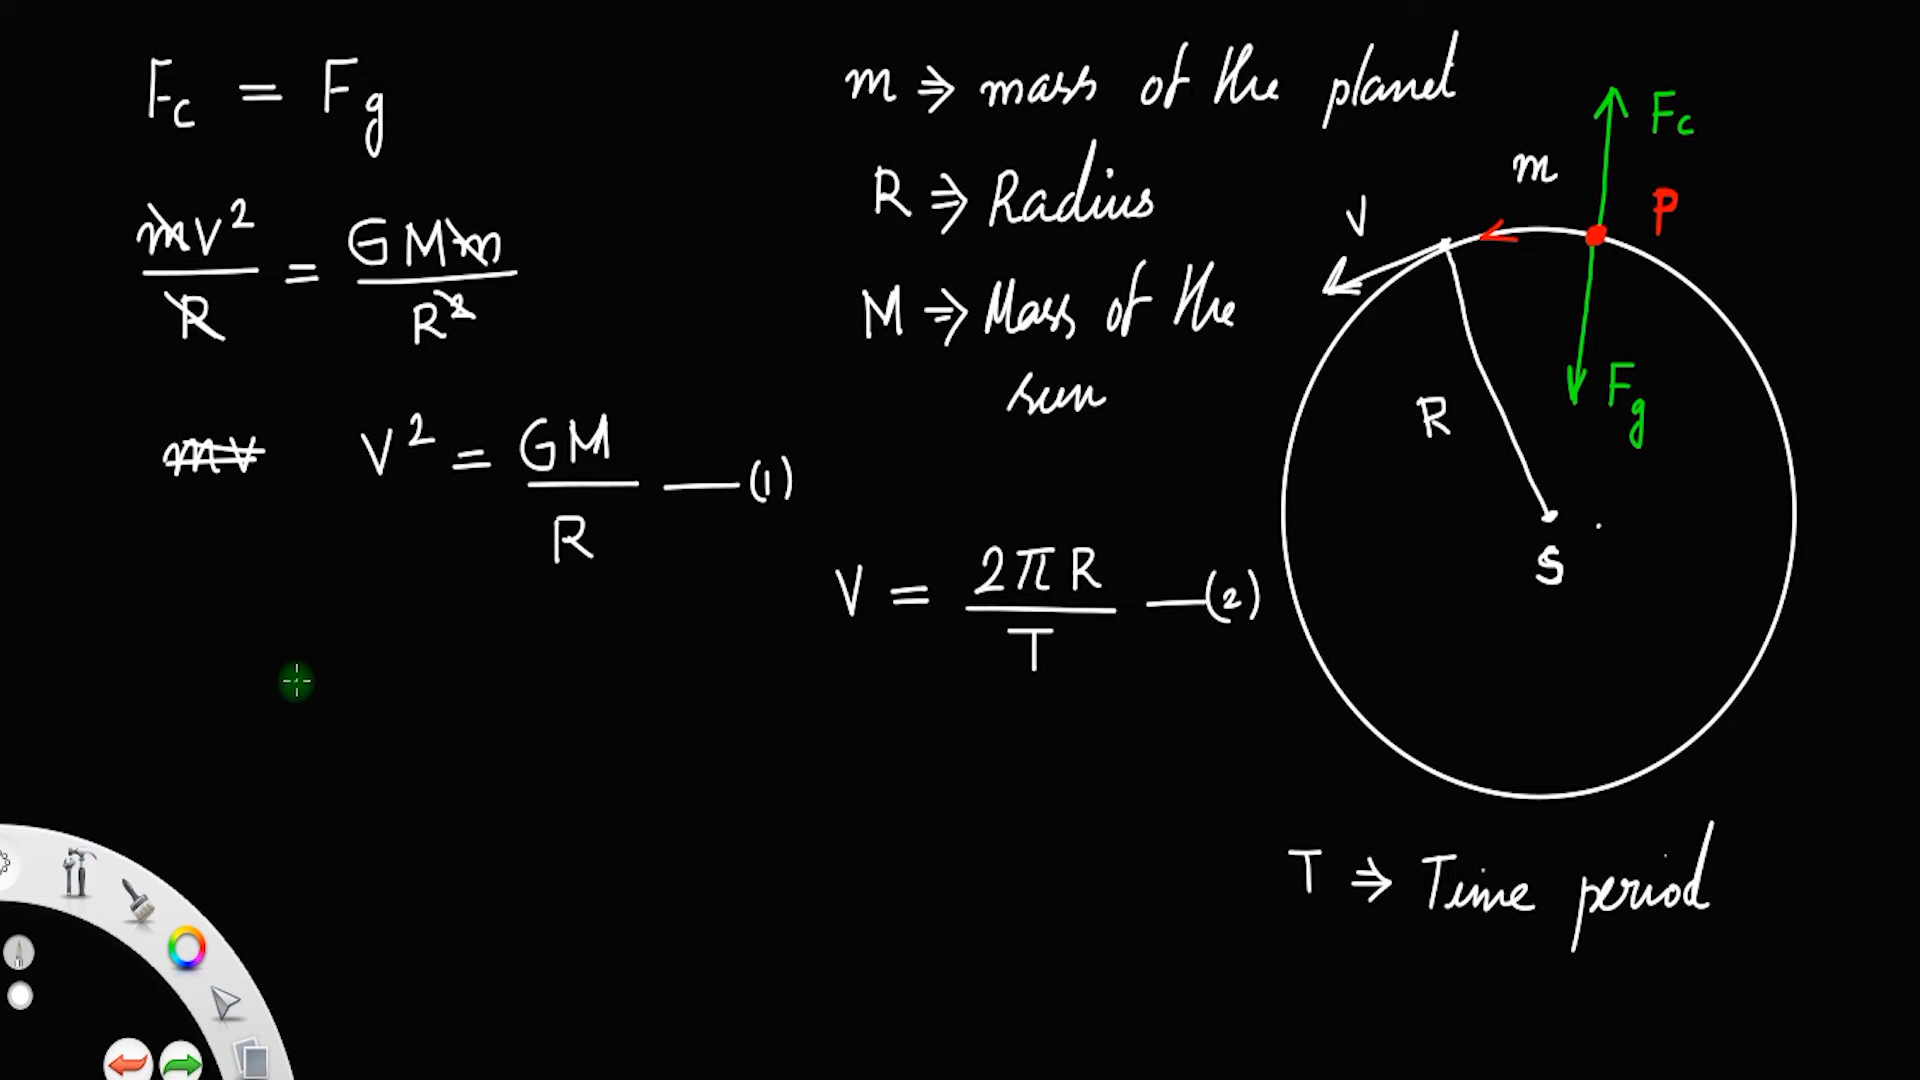 Fc = Fg
mV²/R = GMm/R²
mv V² = GM/R —(1)
m ⇒ mass of the planet
R ⇒ Radius
M ⇒ Mass of the
sun
V = 2πR/T —(2)
Fc
m
P
V
Fg
R
S
T ⇒ Time period